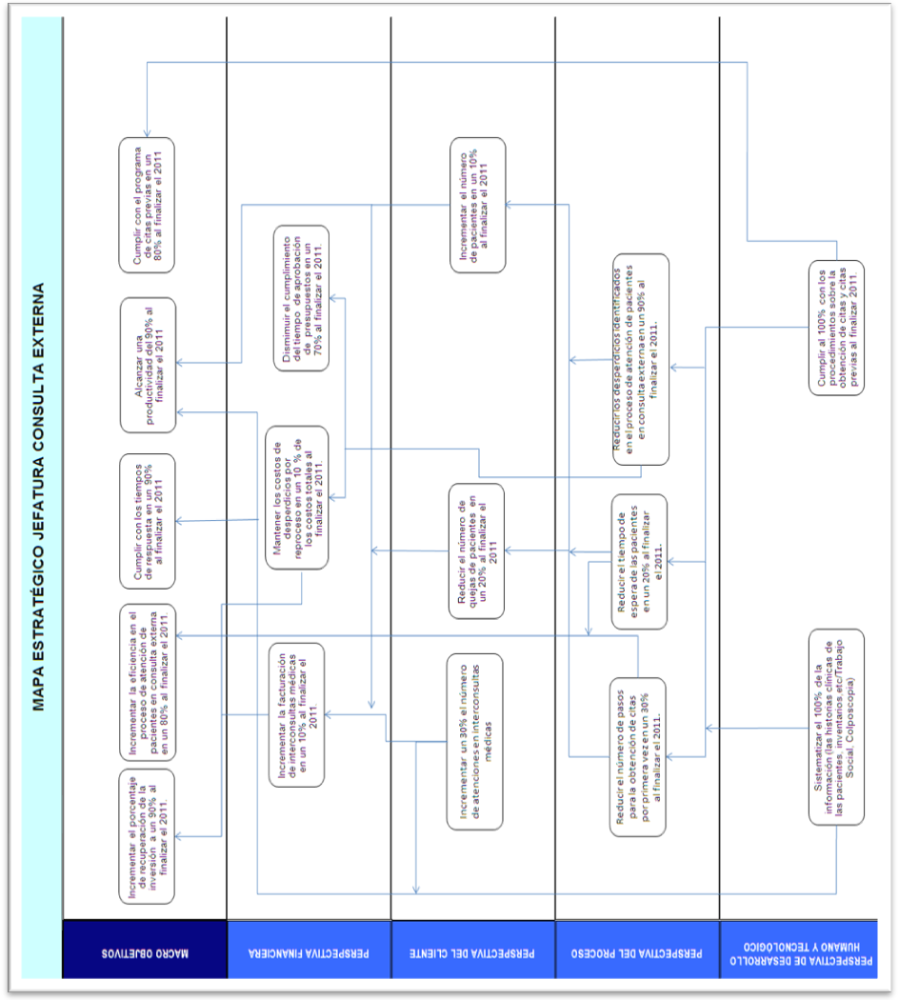 MAPA ESTRATÉGICO JEFATURA CONSULTA EXTERNA
MACRO OBJETIVOS
Incrementar el porcentaje
de recuperación de la
inversión a un 90% al
finalizar el 2011.
Incrementar la eficiencia en el
proceso de atención de
pacientes en consulta externa
en un 80% al finalizar el 2011.
Cumplir con los tiempos
de respuesta en un 90%
al finalizar el 2011
Alcanzar una
productividad del 90% al
finalizar el 2011
Cumplir con el programa
de citas previas en un
80% al finalizar el 2011
PERSPECTIVA FINANCIERA
Incrementar la facturación
de interconsultas médicas
en un 10% al finalizar el
2011.
Mantener los costos de
desperdicios por
reproceso en un 10 % de
los costos totales al
finalizar el 2011.
Dismimuir el cumplimiento
del tiempo de aprobación
de presupuestos en un
70% al finalizar el 2011.
PERSPECTIVA DEL CLIENTE
Incrementar un 30% el número
de atenciones en interconsultas
médicas
Reducir el número de
quejas de pacientes en
un 20% al finalizar el
2011
Incrementar el número
de pacientes en un 10%
al finalizar el 2011
PERSPECTIVA DEL PROCESO
Reducir el número de pasos
para la obtención de citas
por primera vez en un 30%
al finalizar el 2011.
Reducir el tiempo de
espera de las pacientes
en un 20% al finalizar
el 2011.
Reducir los desperdicios identificados
en el proceso de atención de pacientes
en consulta externa en un 90% al
finalizar el 2011.
PERSPECTIVA DE DESARROLLO
HUMANO Y TECNOLÓGICO
Sistematizar el 100% de la
información (las historias clínicas de
las pacientes, inventarios.etc/Trabajo
Social, Colposcopia)
Cumplir al 100% con los
procedimientos sobre la
obtención de citas y citas
previas al finalizar 2011.